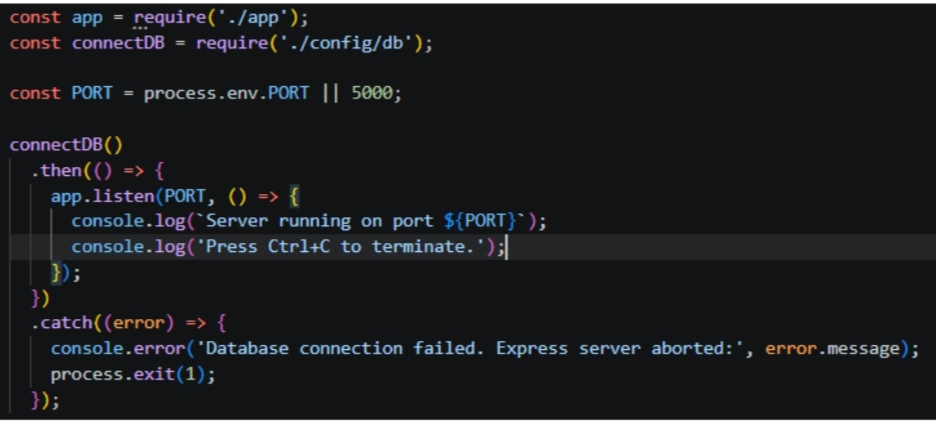 const app = require('./app');
const connectDB = require('./config/db');
const PORT = process.env.PORT || 5000;
connectDB()
.then(() => {
app.listen(PORT, () => {
console.log(`Server running on port ${PORT}`);
console.log('Press Ctrl+C to terminate.');
});
})
.catch((error) => {
console.error('Database connection failed. Express server aborted:', error.message);
process.exit(1);
});